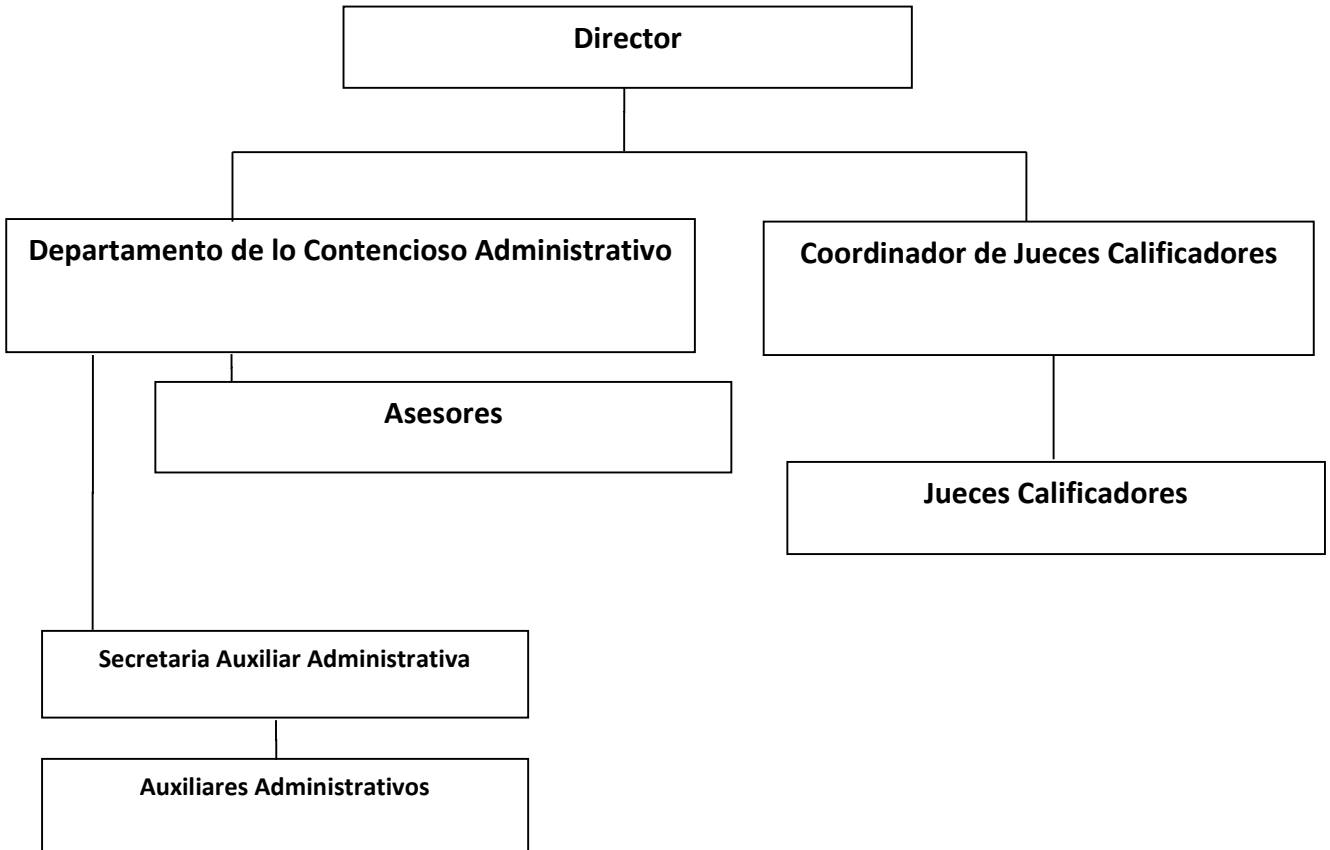 Director
Departamento de lo Contencioso Administrativo
Coordinador de Jueces Calificadores
Asesores
Jueces Calificadores
Secretaria Auxiliar Administrativa
Auxiliares Administrativos